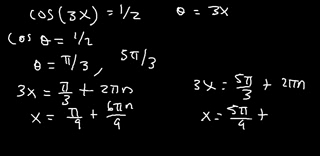 cos(3x) = 1/2    θ = 3x
cos θ = 1/2
θ = π/3, 5π/3
3x = π/3 + 2πn    3x = 5π/3 + 2πn
x = π/9 + 6πn/9    x = 5π/9 +